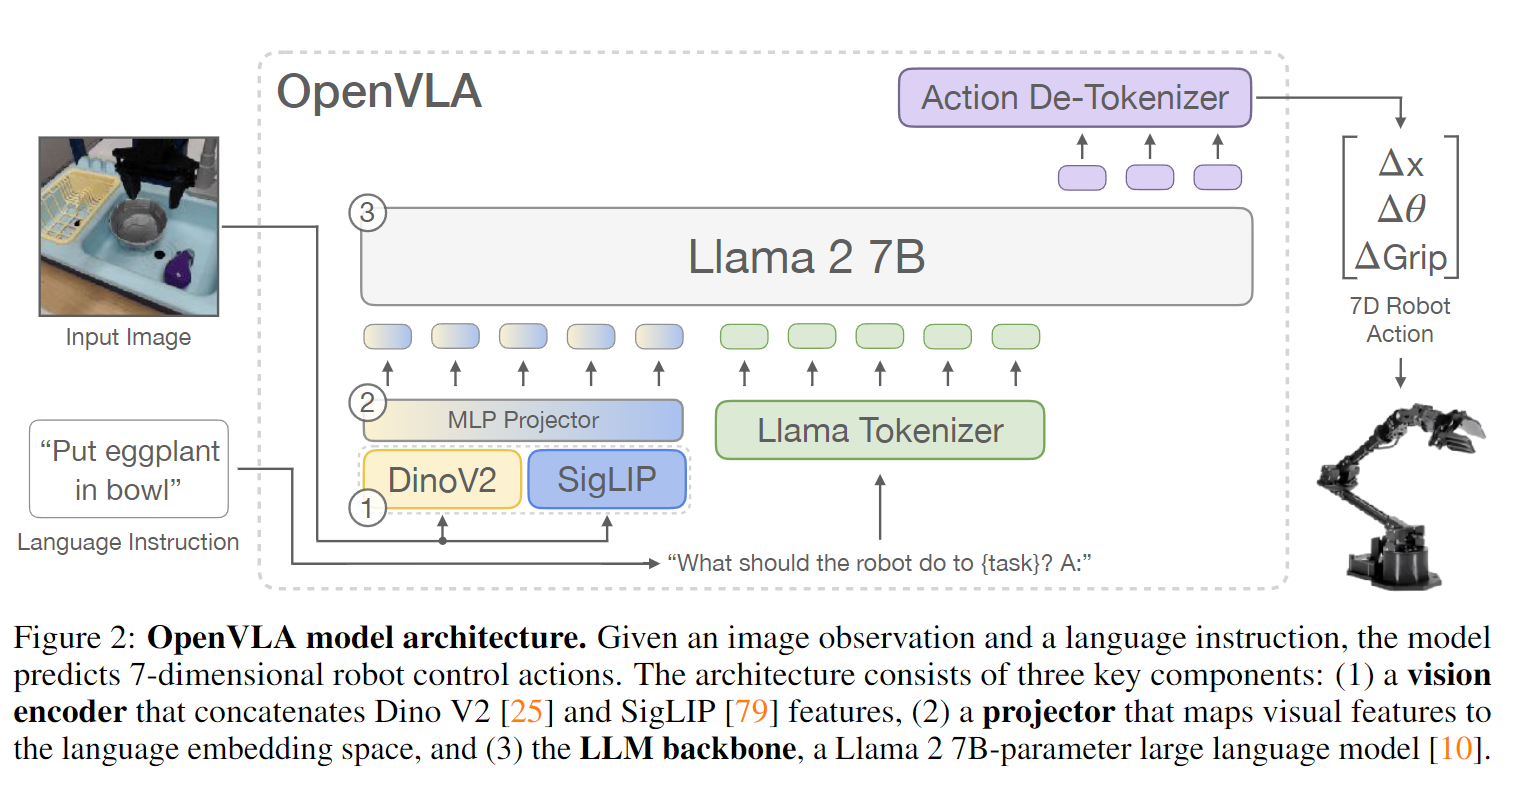 OpenVLA
Action De-Tokenizer
Δx
Δθ
ΔGrip
7D Robot
Action
3
Llama 2 7B
Input Image
2
MLP Projector
Llama Tokenizer
DinoV2
SigLIP
1
“Put eggplant
in bowl”
Language Instruction
“What should the robot do to {task}? A:”
Figure 2: OpenVLA model architecture. Given an image observation and a language instruction, the model
predicts 7-dimensional robot control actions. The architecture consists of three key components: (1) a vision
encoder that concatenates Dino V2 [25] and SigLIP [79] features, (2) a projector that maps visual features to
the language embedding space, and (3) the LLM backbone, a Llama 2 7B-parameter large language model [10].